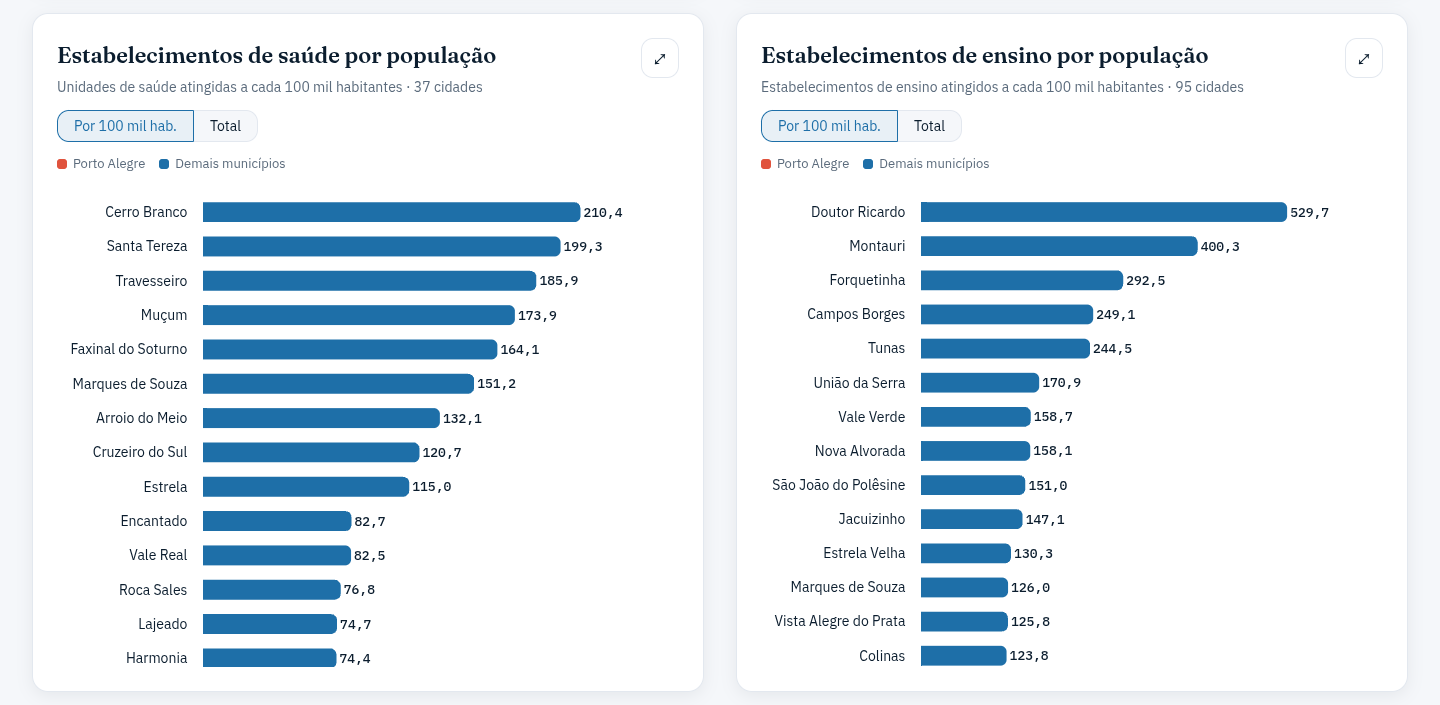 Estabelecimentos de saúde por população
Unidades de saúde atingidas a cada 100 mil habitantes · 37 cidades
Por 100 mil hab.
Total
Porto Alegre
Demais municípios
Cerro Branco 210,4
Santa Tereza 199,3
Travesseiro 185,9
Muçum 173,9
Faxinal do Soturno 164,1
Marques de Souza 151,2
Arroio do Meio 132,1
Cruzeiro do Sul 120,7
Estrela 115,0
Encantado 82,7
Vale Real 82,5
Roca Sales 76,8
Lajeado 74,7
Harmonia 74,4
Estabelecimentos de ensino por população
Estabelecimentos de ensino atingidos a cada 100 mil habitantes · 95 cidades
Por 100 mil hab.
Total
Porto Alegre
Demais municípios
Doutor Ricardo 529,7
Montauri 400,3
Forquetinha 292,5
Campos Borges 249,1
Tunas 244,5
União da Serra 170,9
Vale Verde 158,7
Nova Alvorada 158,1
São João do Polêsine 151,0
Jacuizinho 147,1
Estrela Velha 130,3
Marques de Souza 126,0
Vista Alegre do Prata 125,8
Colinas 123,8